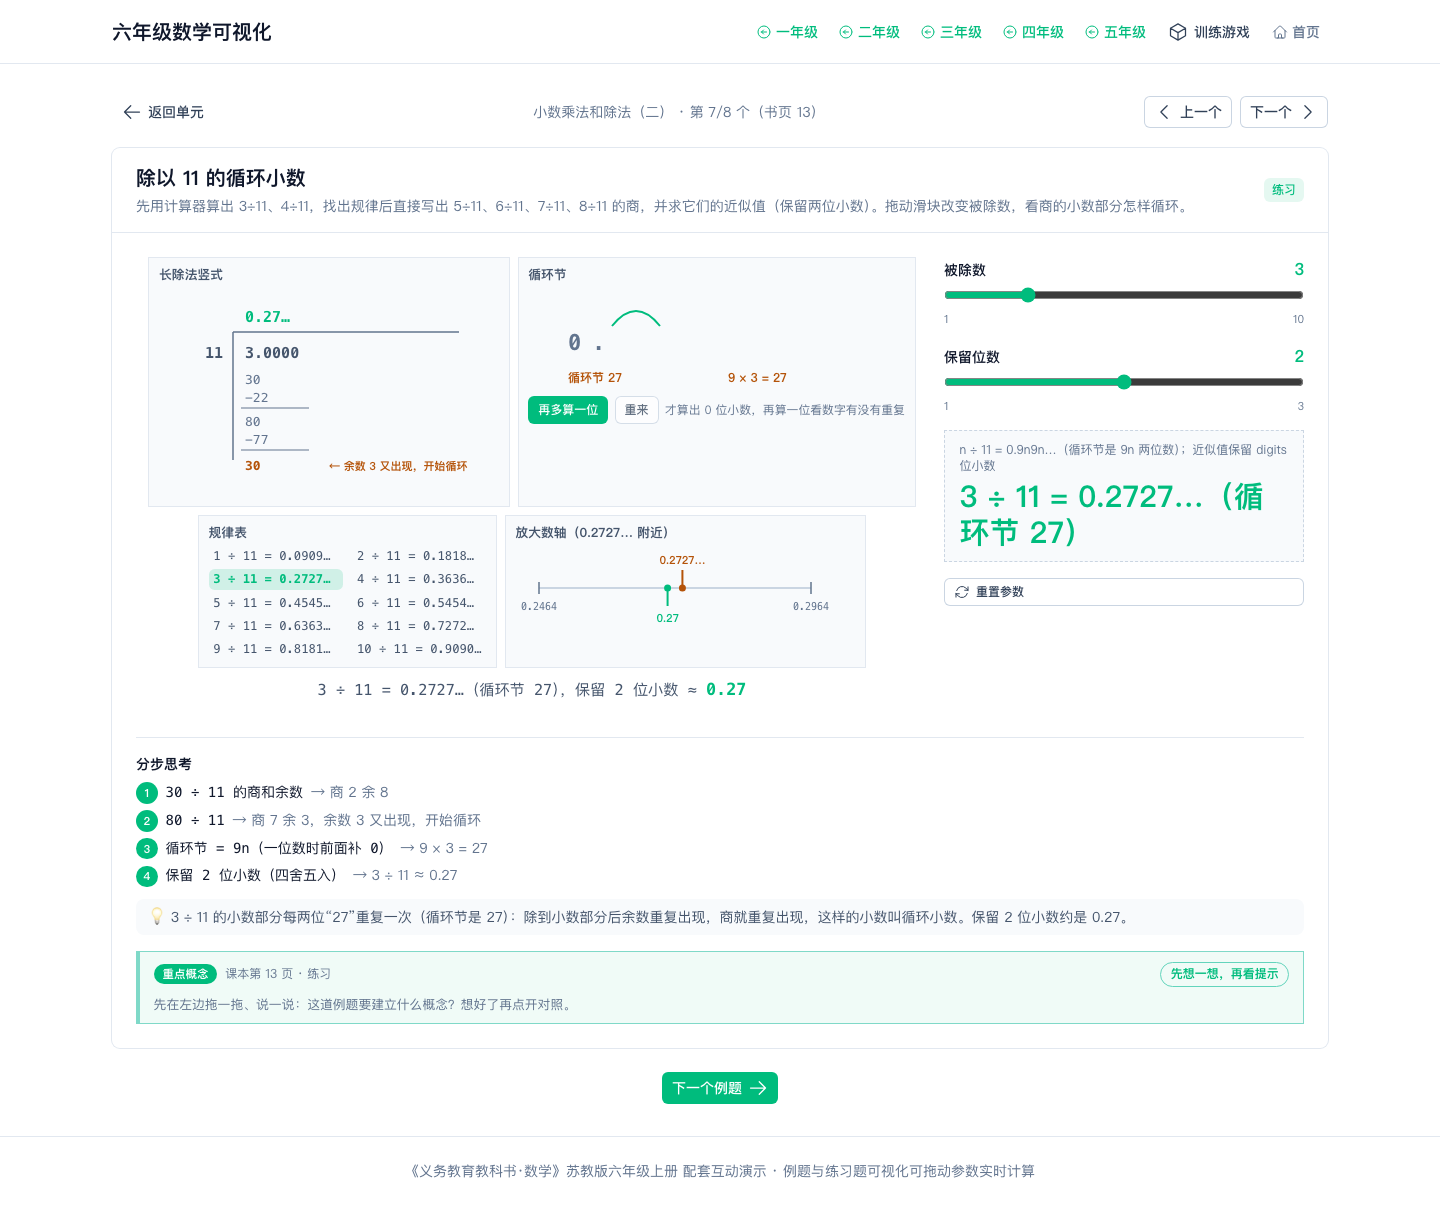 六年级数学可视化
一年级 二年级 三年级 四年级 五年级 训练游戏 首页
返回单元
小数乘法和除法（二） · 第 7/8 个（书页 13）
上一个 下一个
除以 11 的循环小数
先用计算器算出 3÷11、4÷11，找出规律后直接写出 5÷11、6÷11、7÷11、8÷11 的商，并求它们的近似值（保留两位小数）。拖动滑块改变被除数，看商的小数部分怎样循环。
练习
长除法竖式
0.27…
11 3.0000
30
−22
80
−77
30 ← 余数 3 又出现，开始循环
循环节
0 .
循环节 27 9 × 3 = 27
再多算一位 重来 才算出 0 位小数，再算一位看数字有没有重复
被除数 3
1 10
保留位数 2
1 3
n ÷ 11 = 0.9n9n…（循环节是 9n 两位数）；近似值保留 digits
位小数
3 ÷ 11 = 0.2727…（循
环节 27）
重置参数
规律表
1 ÷ 11 = 0.0909… 2 ÷ 11 = 0.1818…
3 ÷ 11 = 0.2727… 4 ÷ 11 = 0.3636…
5 ÷ 11 = 0.4545… 6 ÷ 11 = 0.5454…
7 ÷ 11 = 0.6363… 8 ÷ 11 = 0.7272…
9 ÷ 11 = 0.8181… 10 ÷ 11 = 0.9090…
放大数轴（0.2727… 附近）
0.2727…
0.2464 0.2964
0.27
3 ÷ 11 = 0.2727…（循环节 27），保留 2 位小数 ≈ 0.27
分步思考
1 30 ÷ 11 的商和余数 → 商 2 余 8
2 80 ÷ 11 → 商 7 余 3，余数 3 又出现，开始循环
3 循环节 = 9n（一位数时前面补 0） → 9 × 3 = 27
4 保留 2 位小数（四舍五入） → 3 ÷ 11 ≈ 0.27
3 ÷ 11 的小数部分每两位“27”重复一次（循环节是 27）：除到小数部分后余数重复出现，商就重复出现，这样的小数叫循环小数。保留 2 位小数约是 0.27。
重点概念 课本第 13 页 · 练习
先想一想，再看提示
先在左边拖一拖、说一说：这道例题要建立什么概念？想好了再点开对照。
下一个例题
《义务教育教科书·数学》苏教版六年级上册 配套互动演示 · 例题与练习题可视化可拖动参数实时计算